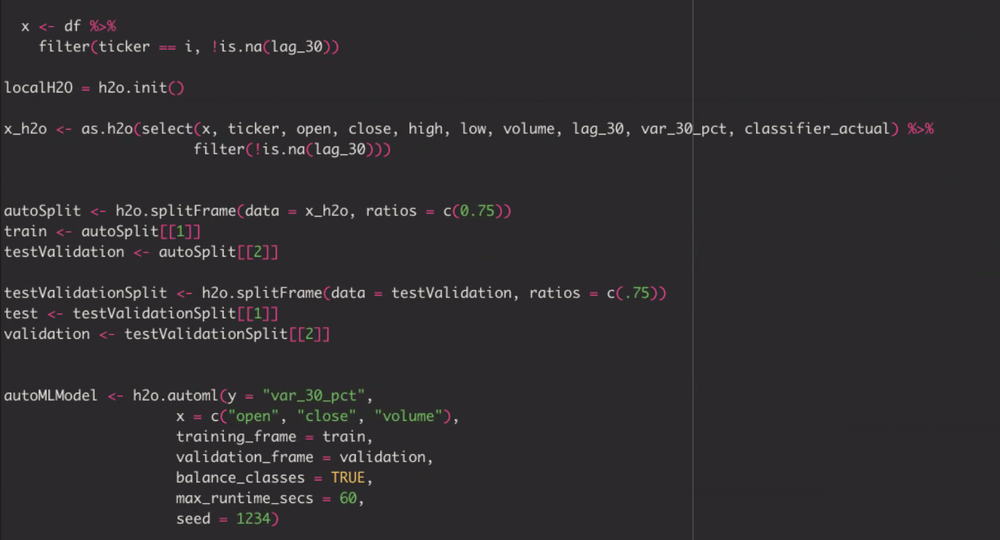 x <- df %>%
filter(ticker == i, !is.na(lag_30))
localH2O = h2o.init()
x_h2o <- as.h2o(select(x, ticker, open, close, high, low, volume, lag_30, var_30_pct, classifier_actual) %>%
filter(!is.na(lag_30)))
autoSplit <- h2o.splitFrame(data = x_h2o, ratios = c(0.75))
train <- autoSplit[[1]]
testValidation <- autoSplit[[2]]
testValidationSplit <- h2o.splitFrame(data = testValidation, ratios = c(.75))
test <- testValidationSplit[[1]]
validation <- testValidationSplit[[2]]
autoMLModel <- h2o.automl(y = "var_30_pct",
x = c("open", "close", "volume"),
training_frame = train,
validation_frame = validation,
balance_classes = TRUE,
max_runtime_secs = 60,
seed = 1234)